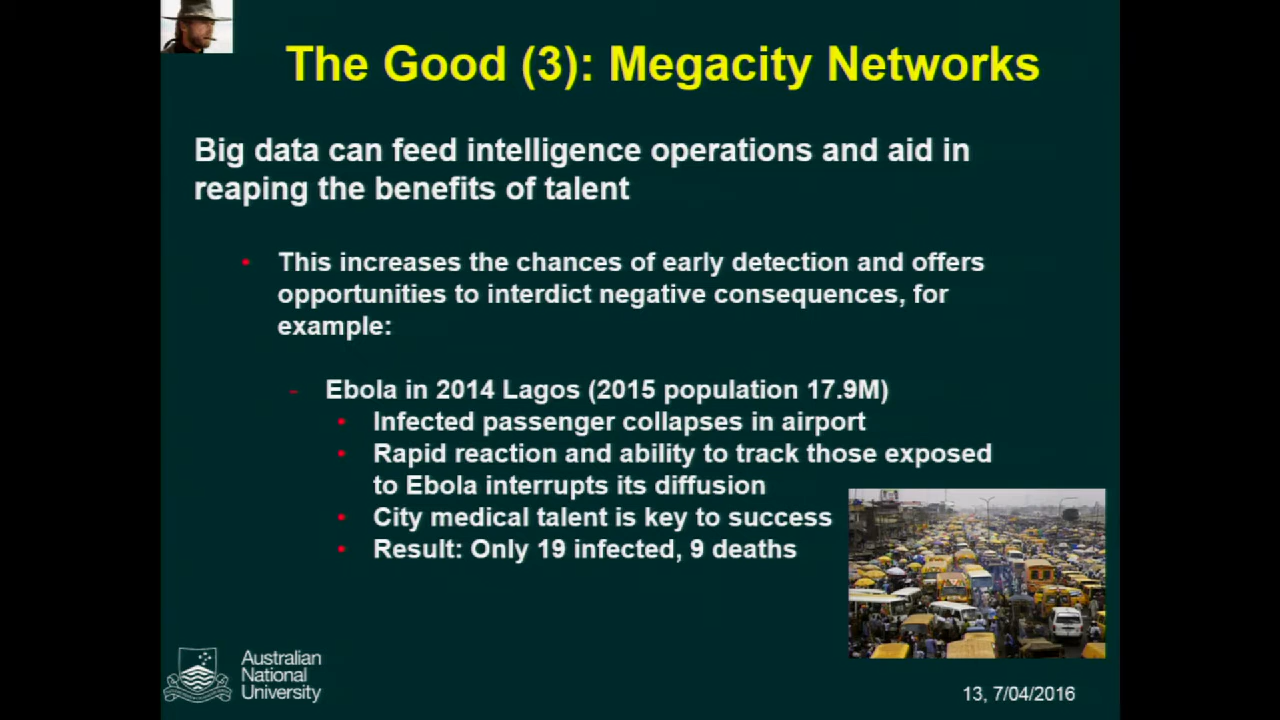 The Good (3): Megacity Networks
Big data can feed intelligence operations and aid in
reaping the benefits of talent
• This increases the chances of early detection and offers
opportunities to interdict negative consequences, for
example:
- Ebola in 2014 Lagos (2015 population 17.9M)
• Infected passenger collapses in airport
• Rapid reaction and ability to track those exposed
to Ebola interrupts its diffusion
• City medical talent is key to success
• Result: Only 19 infected, 9 deaths
Australian
National
University
13, 7/04/2016